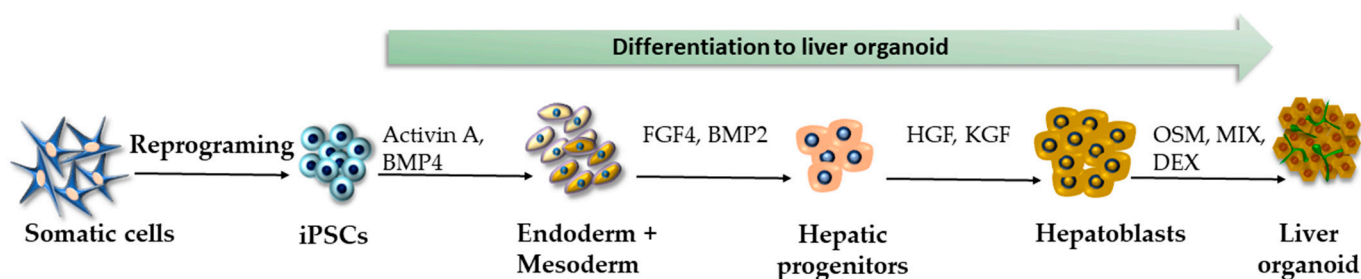 Differentiation to liver organoid
Reprograming
Activin A,
BMP4
FGF4, BMP2
HGF, KGF
OSM, MIX,
DEX
Somatic cells
iPSCs
Endoderm +
Mesoderm
Hepatic
progenitors
Hepatoblasts
Liver
organoid